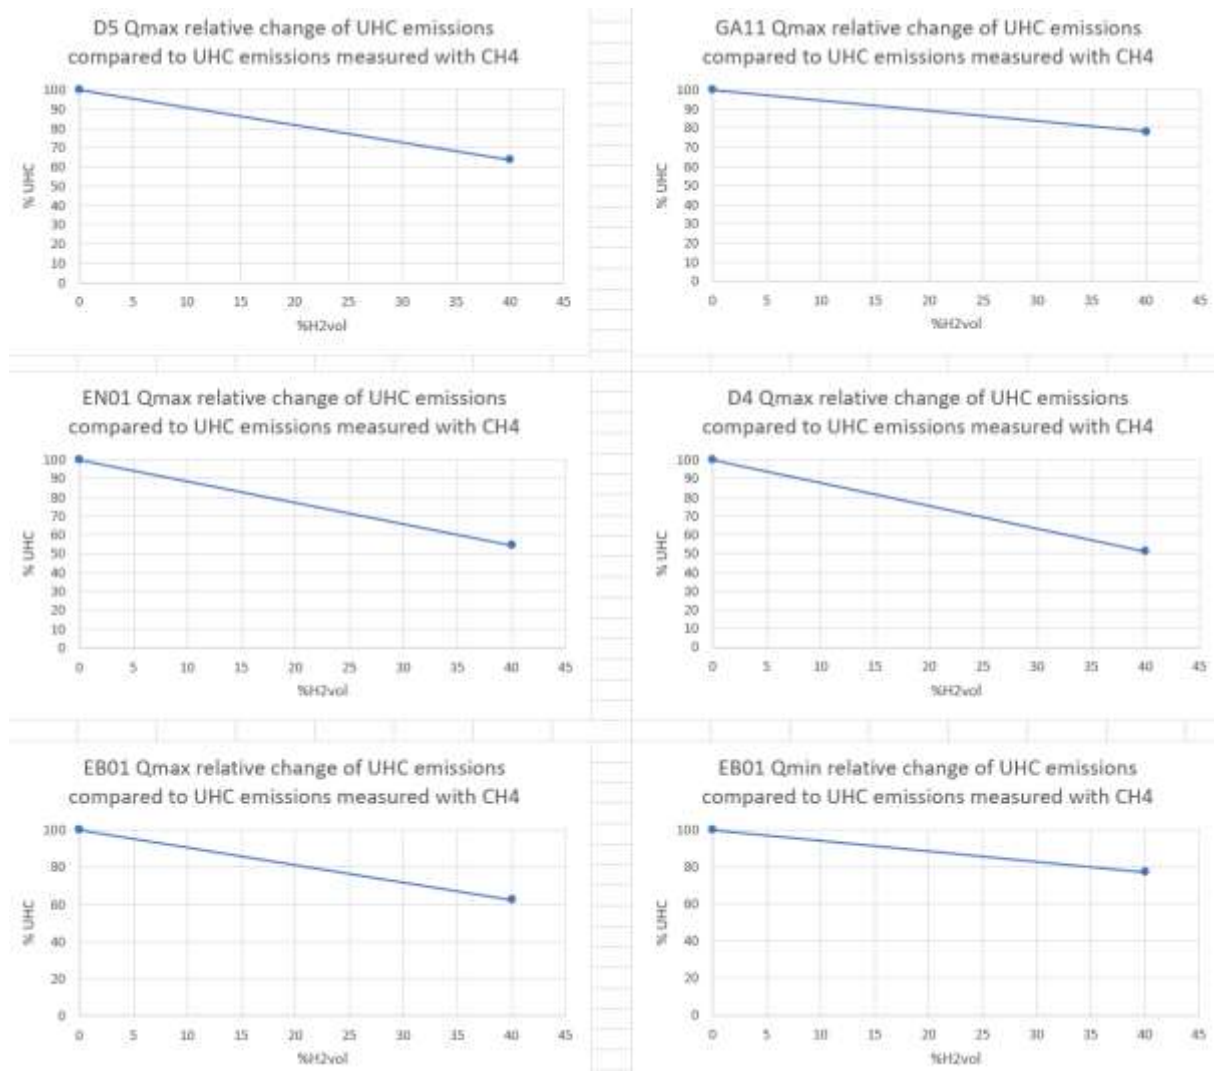 D5 Qmax relative change of UHC emissions
compared to UHC emissions measured with CH4
100
90
80
70
60
50
40
30
20
10
0
% UHC
0 5 10 15 20 25 30 35 40 45
%H2vol
GA11 Qmax relative change of UHC emissions
compared to UHC emissions measured with CH4
100
90
80
70
60
50
40
30
20
10
0
% UHC
0 5 10 15 20 25 30 35 40 45
%H2vol
EN01 Qmax relative change of UHC emissions
compared to UHC emissions measured with CH4
100
90
80
70
60
50
40
30
20
10
0
% UHC
0 5 10 15 20 25 30 35 40 45
%H2vol
D4 Qmax relative change of UHC emissions
compared to UHC emissions measured with CH4
100
90
80
70
60
50
40
30
20
10
0
% UHC
0 5 10 15 20 25 30 35 40 45
%H2vol
EB01 Qmax relative change of UHC emissions
compared to UHC emissions measured with CH4
100
80
60
40
20
0
% UHC
0 5 10 15 20 25 30 35 40 45
%H2vol
EB01 Qmin relative change of UHC emissions
compared to UHC emissions measured with CH4
100
80
60
40
20
0
% UHC
0 5 10 15 20 25 30 35 40 45
%H2vol